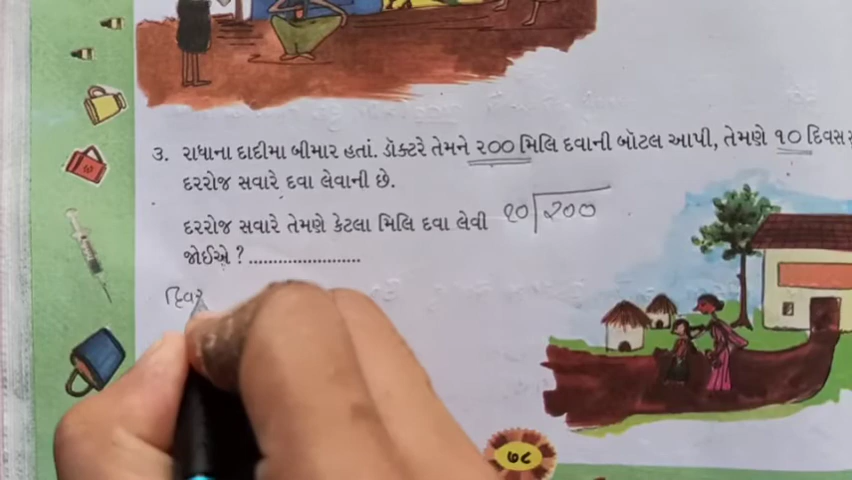 ૩. રાધાના દાદીમા બીમાર હતાં. ડૉક્ટરે તેમને ૨૦૦ મિલિ દવાની બૉટલ આપી, તેમણે ૧૦ દિવસ
દરરોજ સવારે દવા લેવાની છે.
દરરોજ સવારે તેમણે કેટલા મિલિ દવા લેવી
જોઈએ ? ......................
૧૦ ૨૦૦
૭૮